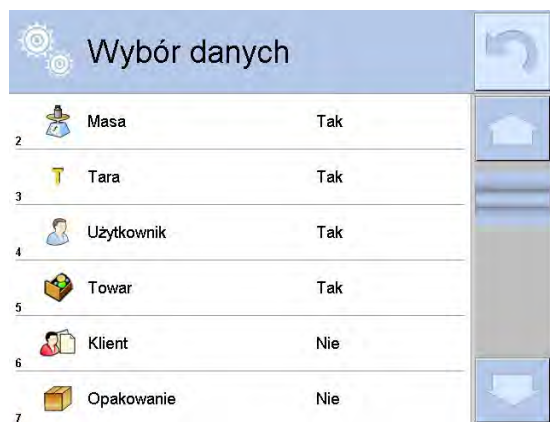 Wybór danych
Masa Tak
2
T Tara Tak
3
Użytkownik Tak
4
Towar Tak
5
Klient Nie
6
Opakowanie Nie
7